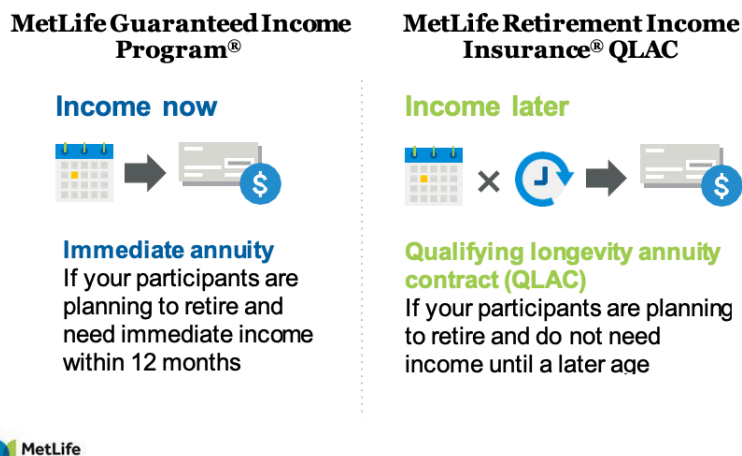 MetLife Guaranteed Income
Program®
Income now
$
Immediate annuity
If your participants are
planning to retire and
need immediate income
within 12 months
MetLife Retirement Income
Insurance® QLAC
Income later
$
Qualifying longevity annuity
contract (QLAC)
If your participants are planning
to retire and do not need
income until a later age
MetLife